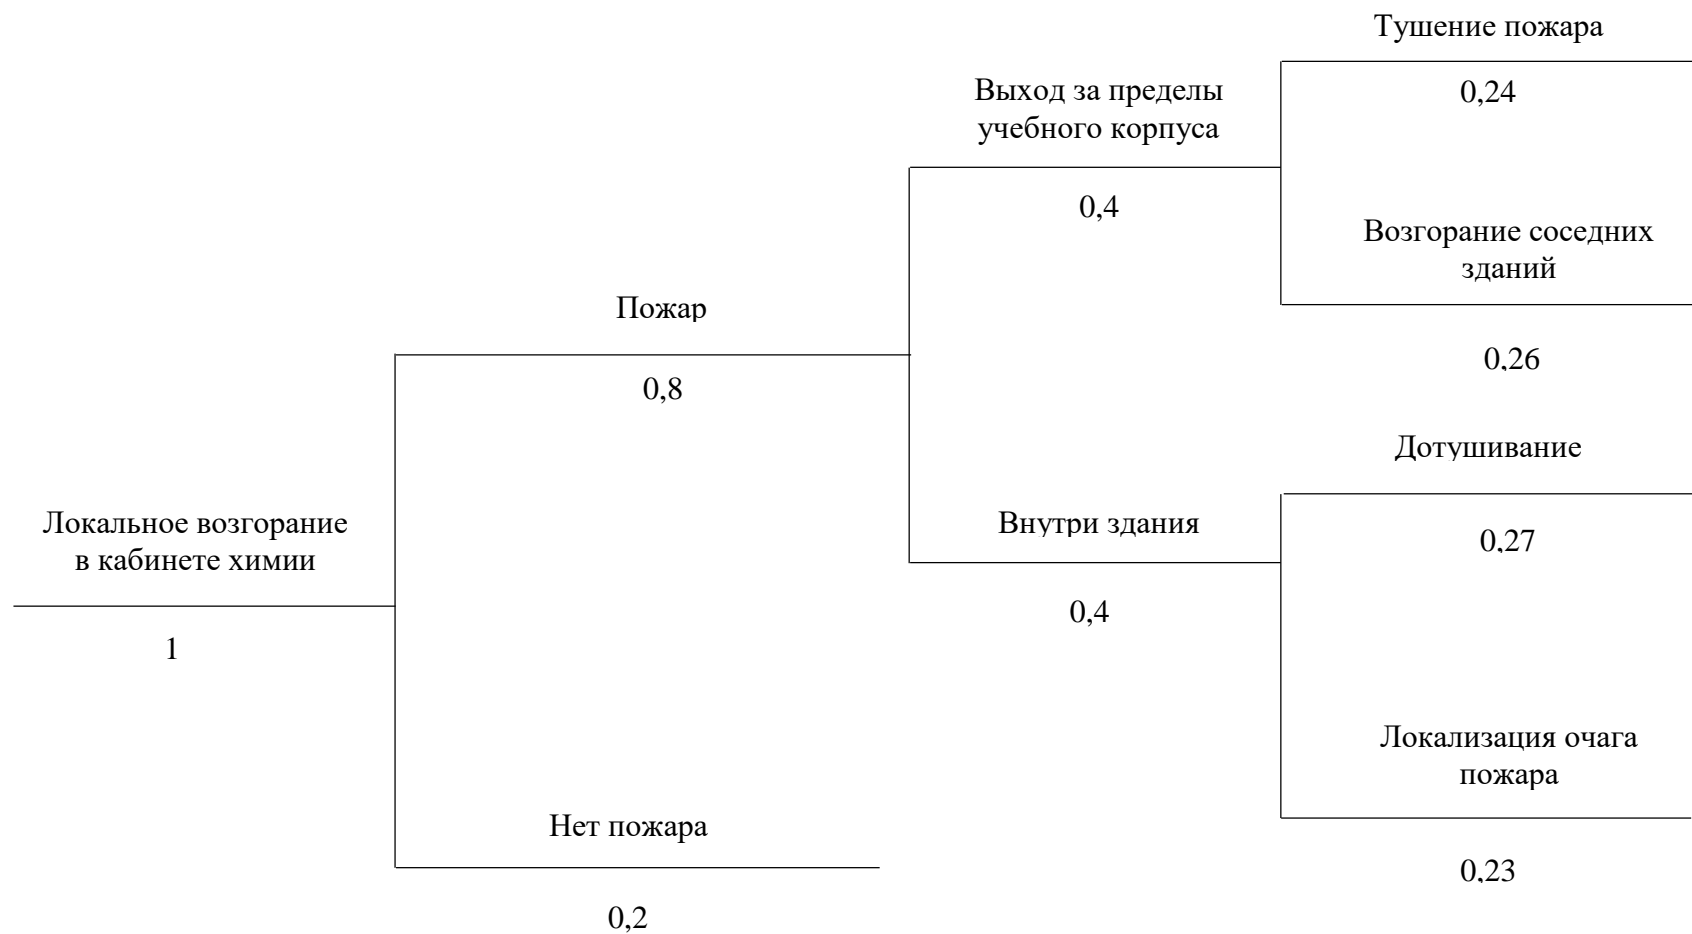 Тушение пожара
0,24
Выход за пределы
учебного корпуса
0,4
Возгорание соседних
зданий
0,26
Пожар
0,8
Дотушивание
0,27
Локальное возгорание
в кабинете химии
1
Внутри здания
0,4
Локализация очага
пожара
0,23
Нет пожара
0,2